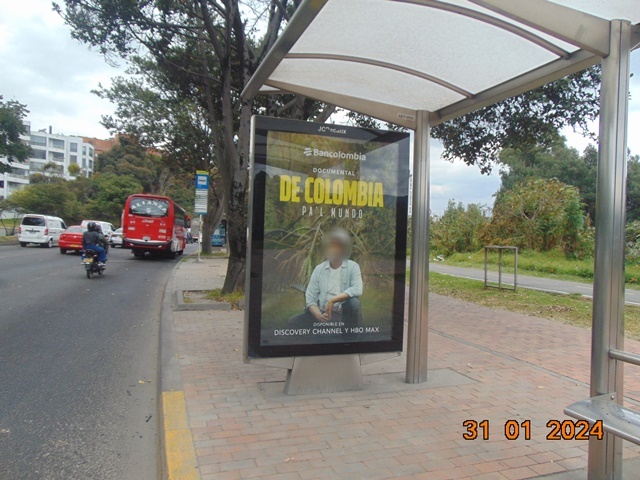 JCDecaux
Bancolombia
DOCUMENTAL
DE COLOMBIA
PA'L MUNDO
DISPONIBLE EN
DISCOVERY CHANNEL Y HBO MAX
31 01 2024